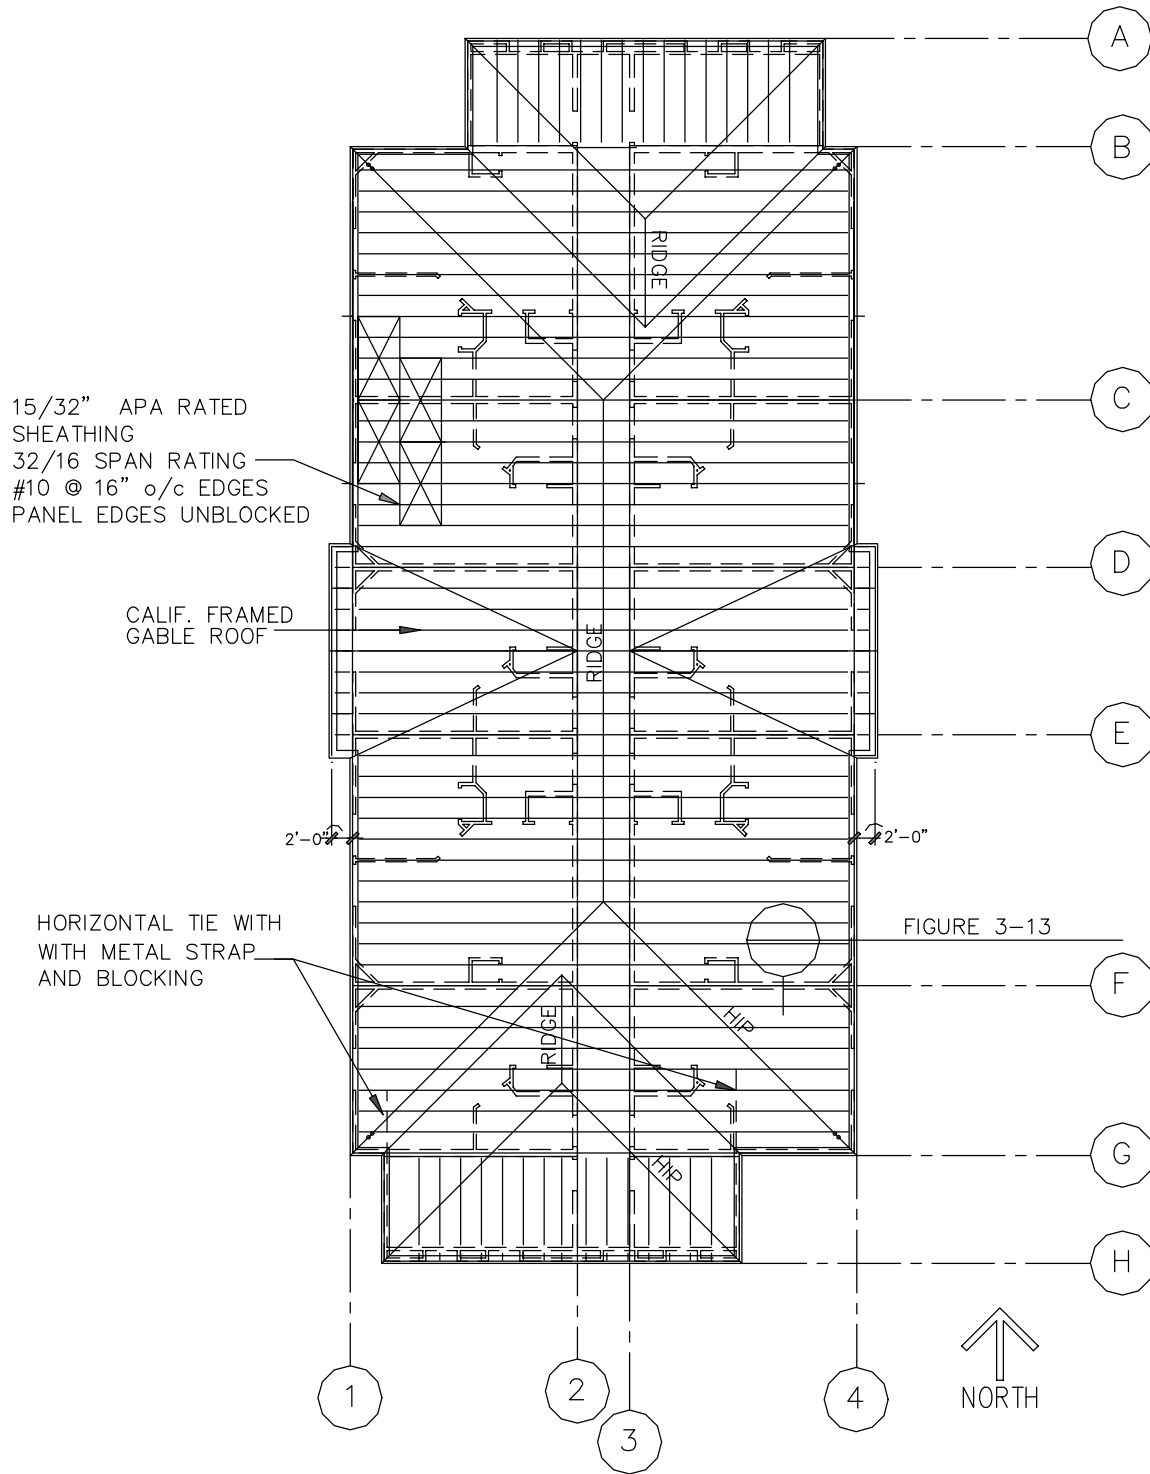 A
B
RIDGE
15/32" APA RATED
SHEATHING
32/16 SPAN RATING
#10 @ 16" o/c EDGES
PANEL EDGES UNBLOCKED
C
D
CALIF. FRAMED
GABLE ROOF
RIDGE
E
2'-0"
2'-0"
HORIZONTAL TIE WITH
WITH METAL STRAP
AND BLOCKING
FIGURE 3-13
F
HIP
RIDGE
G
HIP
H
1
2
3
4
NORTH